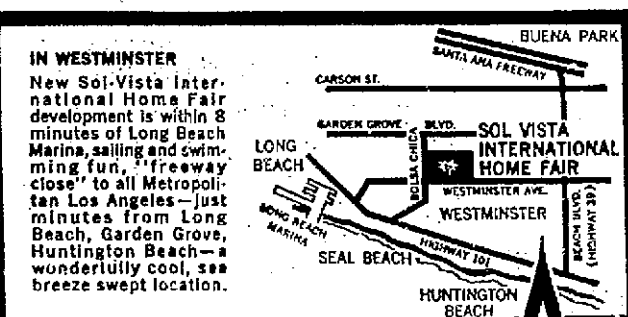 IN WESTMINSTER
New Sol-Vista Inter-
national Home Fair
development is within 8
minutes of Long Beach
Marina, sailing and swim-
ming fun, "freeway
close" to all Metropoli-
tan Los Angeles—just
minutes from Long
Beach, Garden Grove,
Huntington Beach—a
wonderfully cool, sea
breeze swept location.
BUENA PARK
SANTA ANA FREEWAY
CARSON ST.
GARDEN GROVE BLVD.
SOL VISTA
INTERNATIONAL
HOME FAIR
LONG
BEACH
BOLSA CHICA
WESTMINSTER AVE.
WESTMINSTER
BEACH BLVD.
(HIGHWAY 39)
LONG BEACH
MARINA
HIGHWAY 101
SEAL BEACH
HUNTINGTON
BEACH